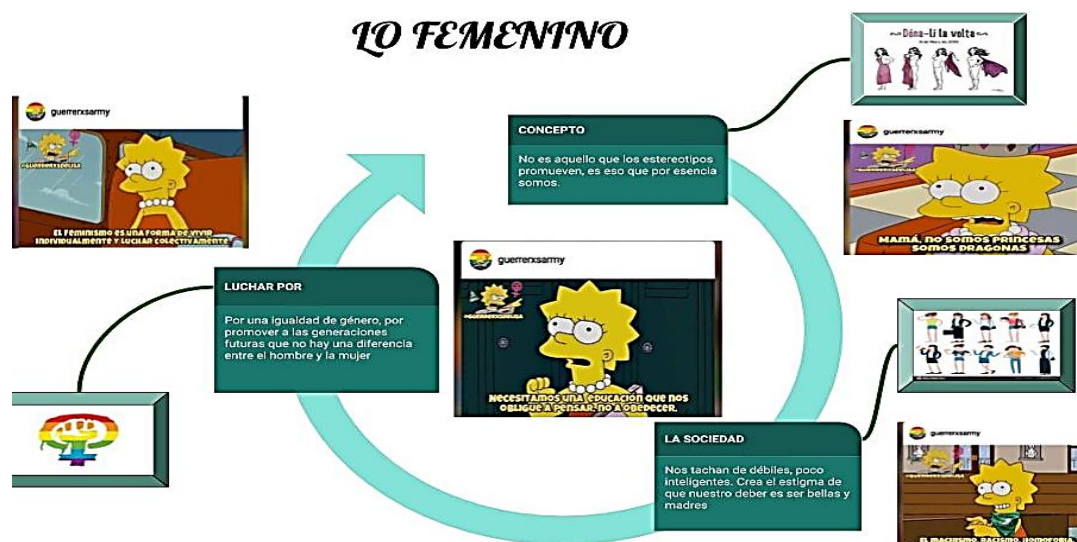 LO FEMENINO
Dóna-li la volta
guerrerxsarmy
#GUERRERXSDELISA
EL FEMINISMO ES UNA FORMA DE VIVIR
INDIVIDUALMENTE Y LUCHAR COLECTIVAMENTE
CONCEPTO
No es aquello que los estereotipos
promueven, es eso que por esencia
somos.
guerrerxsarmy
MAMÁ, NO SOMOS PRINCESAS
SOMOS DRAGONAS
LUCHAR POR
Por una igualdad de género, por
promover a las generaciones
futuras que no hay una diferencia
entre el hombre y la mujer
guerrerxsarmy
#GUERRERXSDELISA
NECESITAMOS UNA EDUCACIÓN QUE NOS
OBLIGUE A PENSAR, NO A OBEDECER.
LA SOCIEDAD
Nos tachan de débiles, poco
inteligentes. Crea el estigma de
que nuestro deber es ser bellas y
madres
guerrerxsarmy
EL MACHISMO, RACISMO, HOMOFOBIA